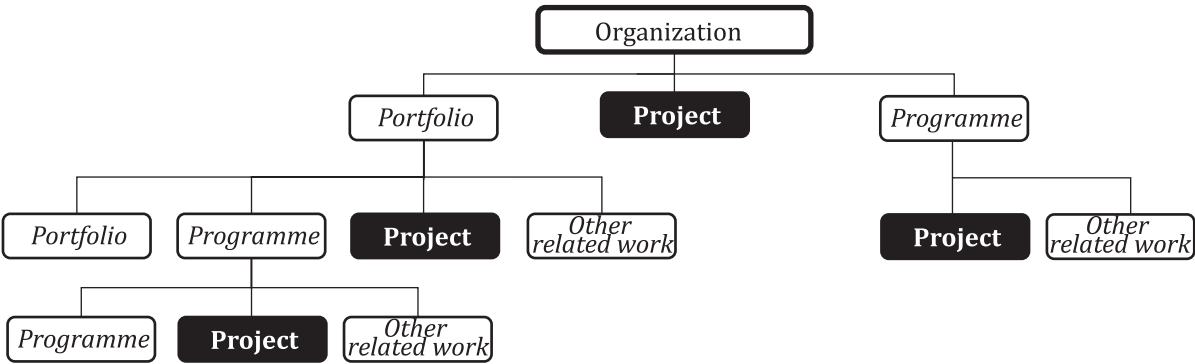 Organization
Portfolio
Project
Programme
Portfolio
Programme
Project
Other
related work
Project
Other
related work
Programme
Project
Other
related work